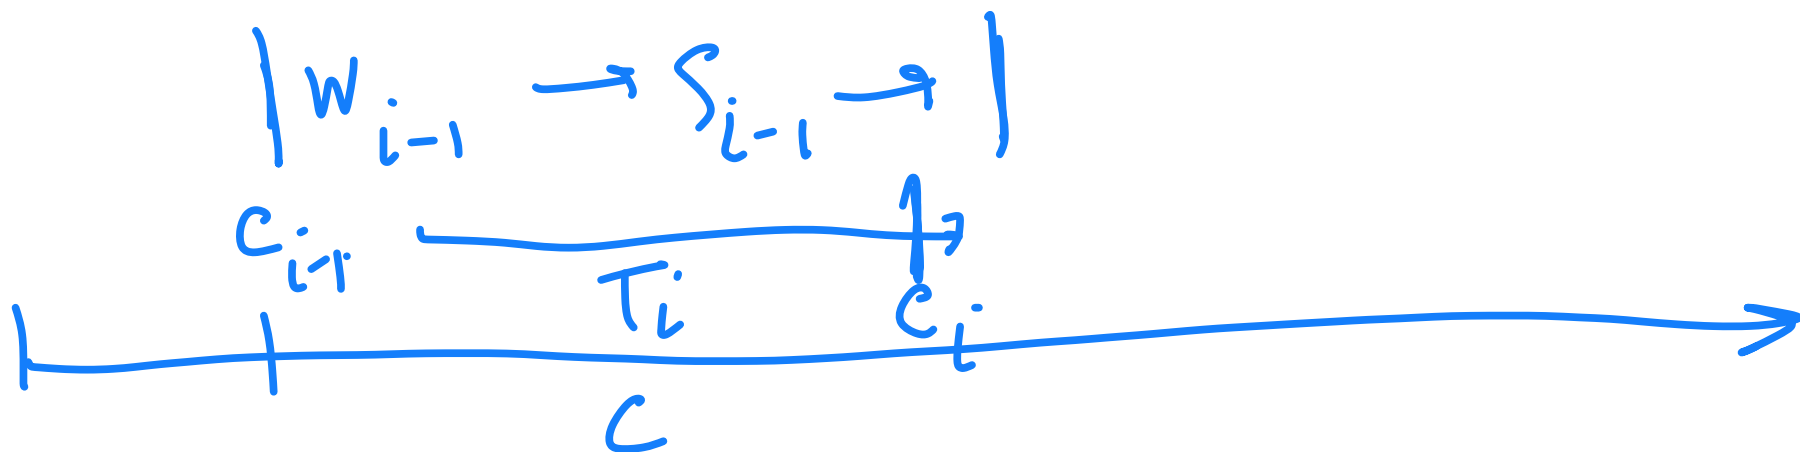 | W_{i-1} → S_{i-1} → |
C_{i-1} → C_i
T_i
C